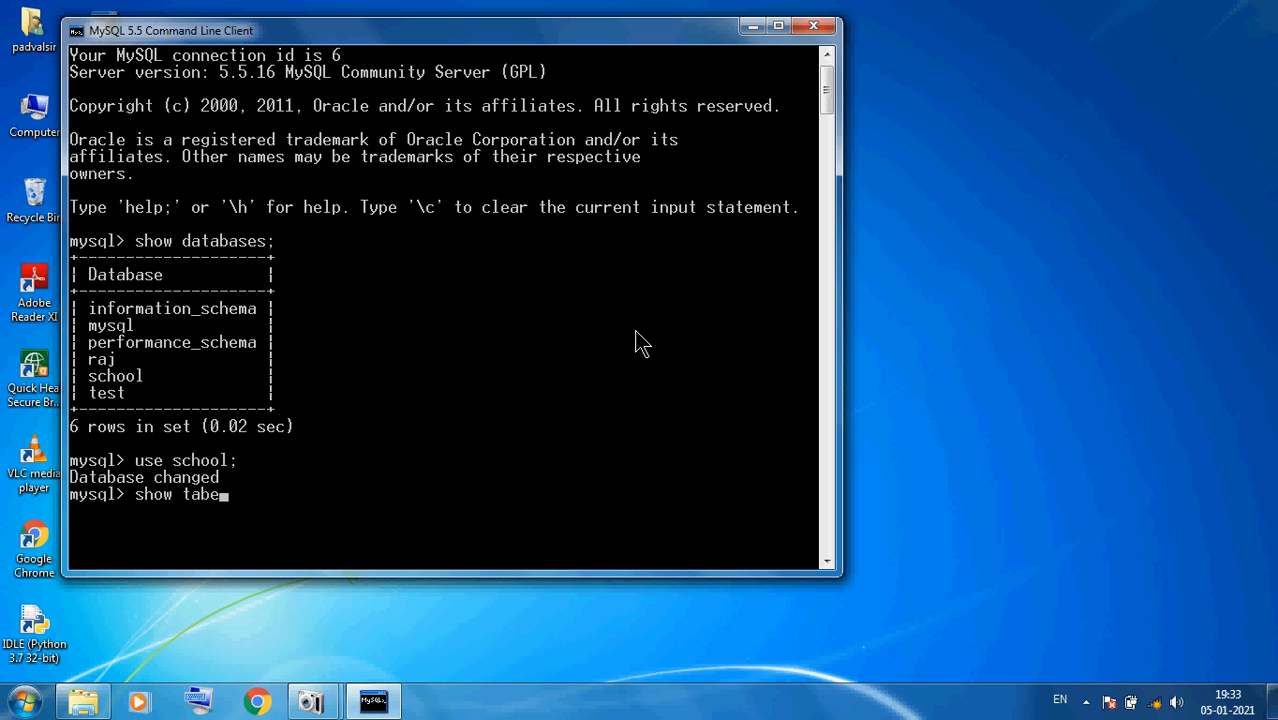 MySQL 5.5 Command Line Client
Your MySQL connection id is 6
Server version: 5.5.16 MySQL Community Server (GPL)
Copyright (c) 2000, 2011, Oracle and/or its affiliates. All rights reserved.
Oracle is a registered trademark of Oracle Corporation and/or its
affiliates. Other names may be trademarks of their respective
owners.
Type 'help;' or '\h' for help. Type '\c' to clear the current input statement.
mysql> show databases;
+--------------------+
| Database           |
+--------------------+
| information_schema |
| mysql              |
| performance_schema |
| raj                |
| school             |
| test               |
+--------------------+
6 rows in set (0.02 sec)
mysql> use school;
Database changed
mysql> show tabe
padvalsir
Computer
Recycle Bin
Adobe
Reader XI
Quick Hea
Secure Br...
VLC media
player
Google
Chrome
IDLE (Python
3.7 32-bit)
MySQL
EN
19:33
05-01-2021